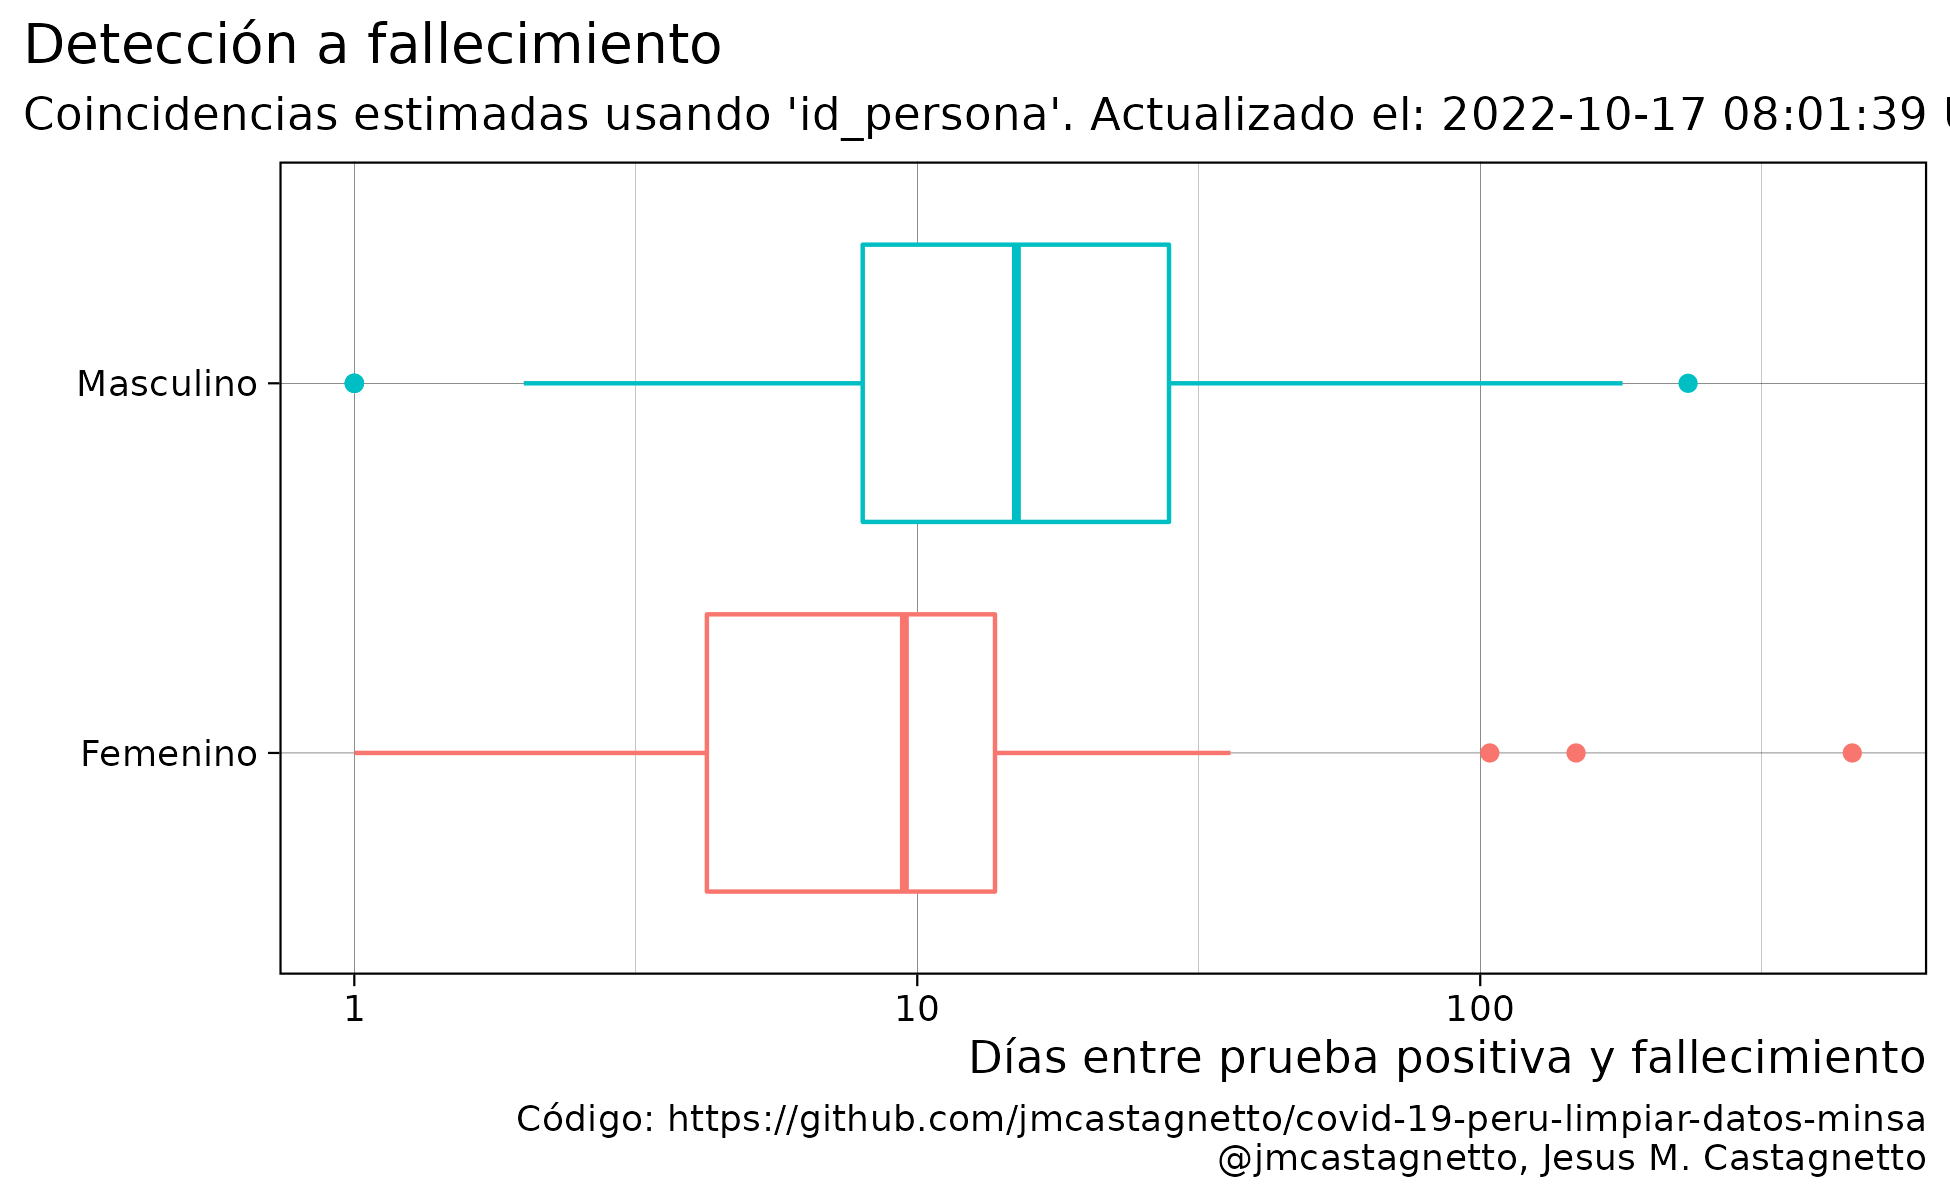 Detección a fallecimiento
Coincidencias estimadas usando 'id_persona'. Actualizado el: 2022-10-17 08:01:39
Masculino
Femenino
1 10 100
Días entre prueba positiva y fallecimiento
Código: https://github.com/jmcastagnetto/covid-19-peru-limpiar-datos-minsa
@jmcastagnetto, Jesus M. Castagnetto